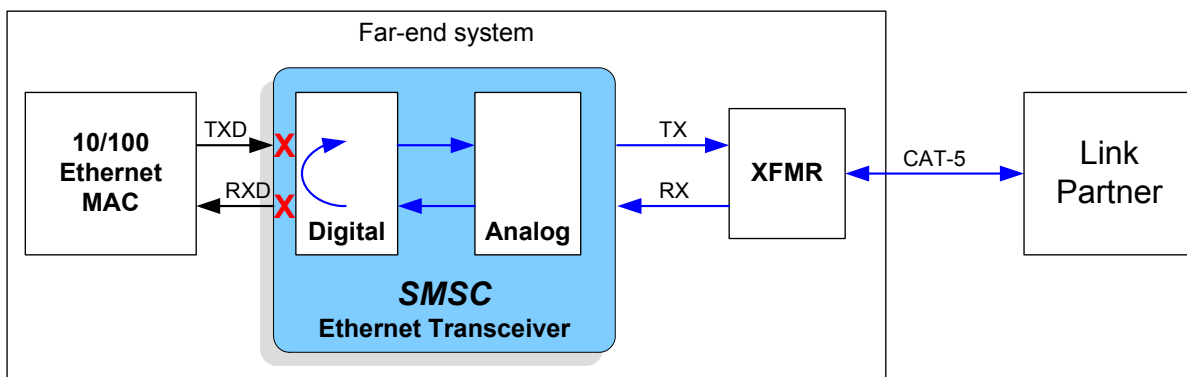 Far-end system
10/100
Ethernet
MAC
TXD
RXD
X
X
Digital
Analog
SMSC
Ethernet Transceiver
TX
RX
XFMR
CAT-5
Link
Partner